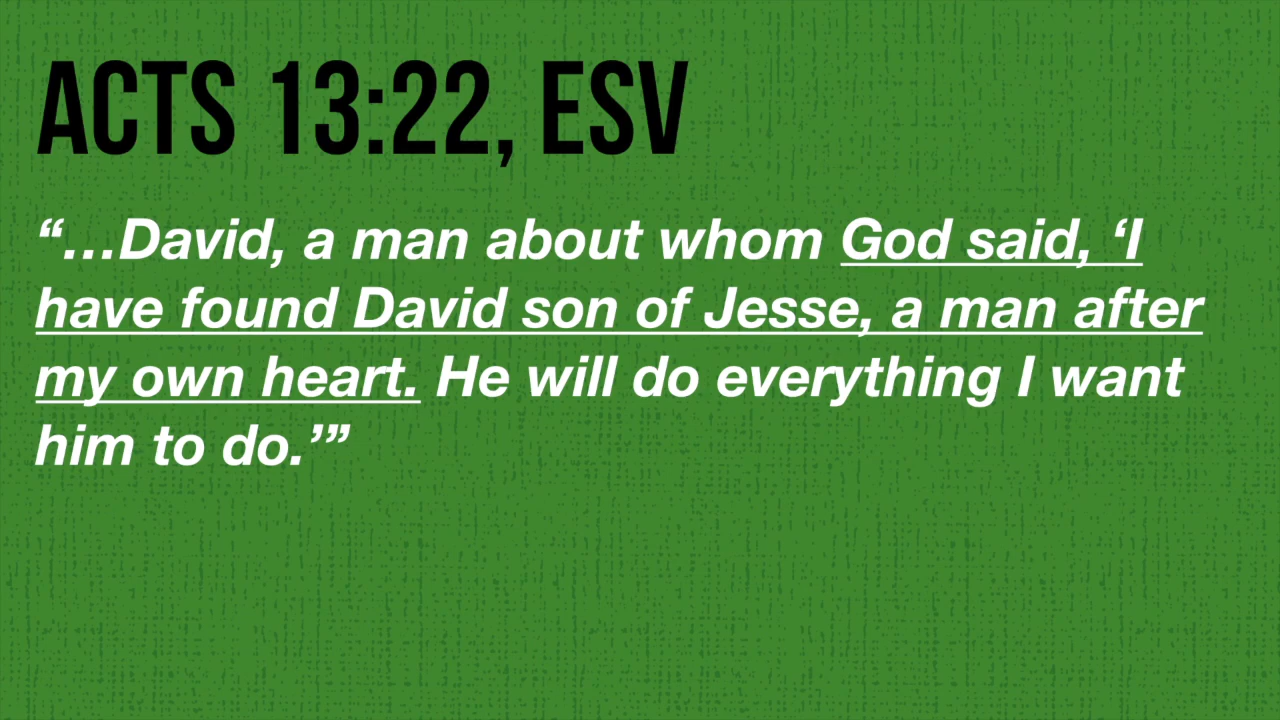 ACTS 13:22, ESV
“…David, a man about whom God said, ‘I
have found David son of Jesse, a man after
my own heart. He will do everything I want
him to do.’”